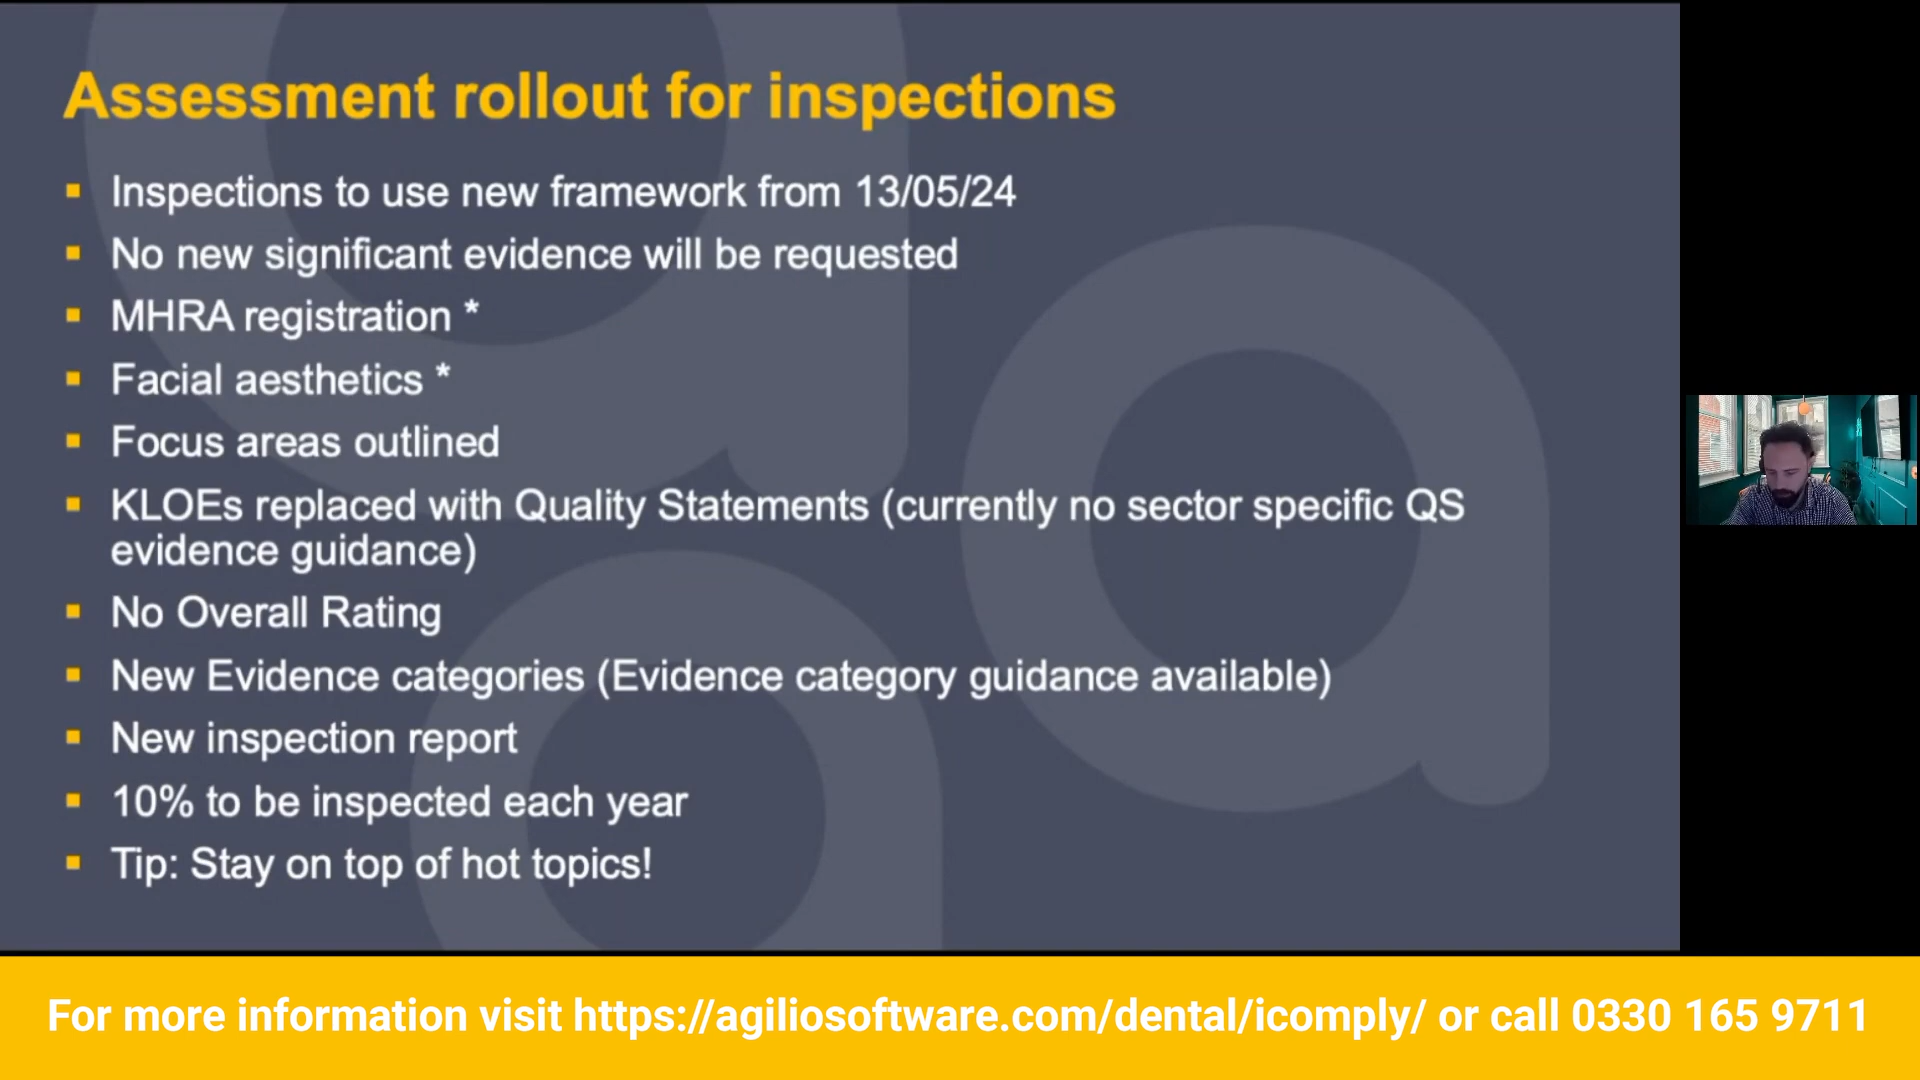 Assessment rollout for inspections
Inspections to use new framework from 13/05/24
No new significant evidence will be requested
MHRA registration *
Facial aesthetics *
Focus areas outlined
KLOEs replaced with Quality Statements (currently no sector specific QS
evidence guidance)
No Overall Rating
New Evidence categories (Evidence category guidance available)
New inspection report
10% to be inspected each year
Tip: Stay on top of hot topics!
For more information visit https://agiliosoftware.com/dental/icomply/ or call 0330 165 9711